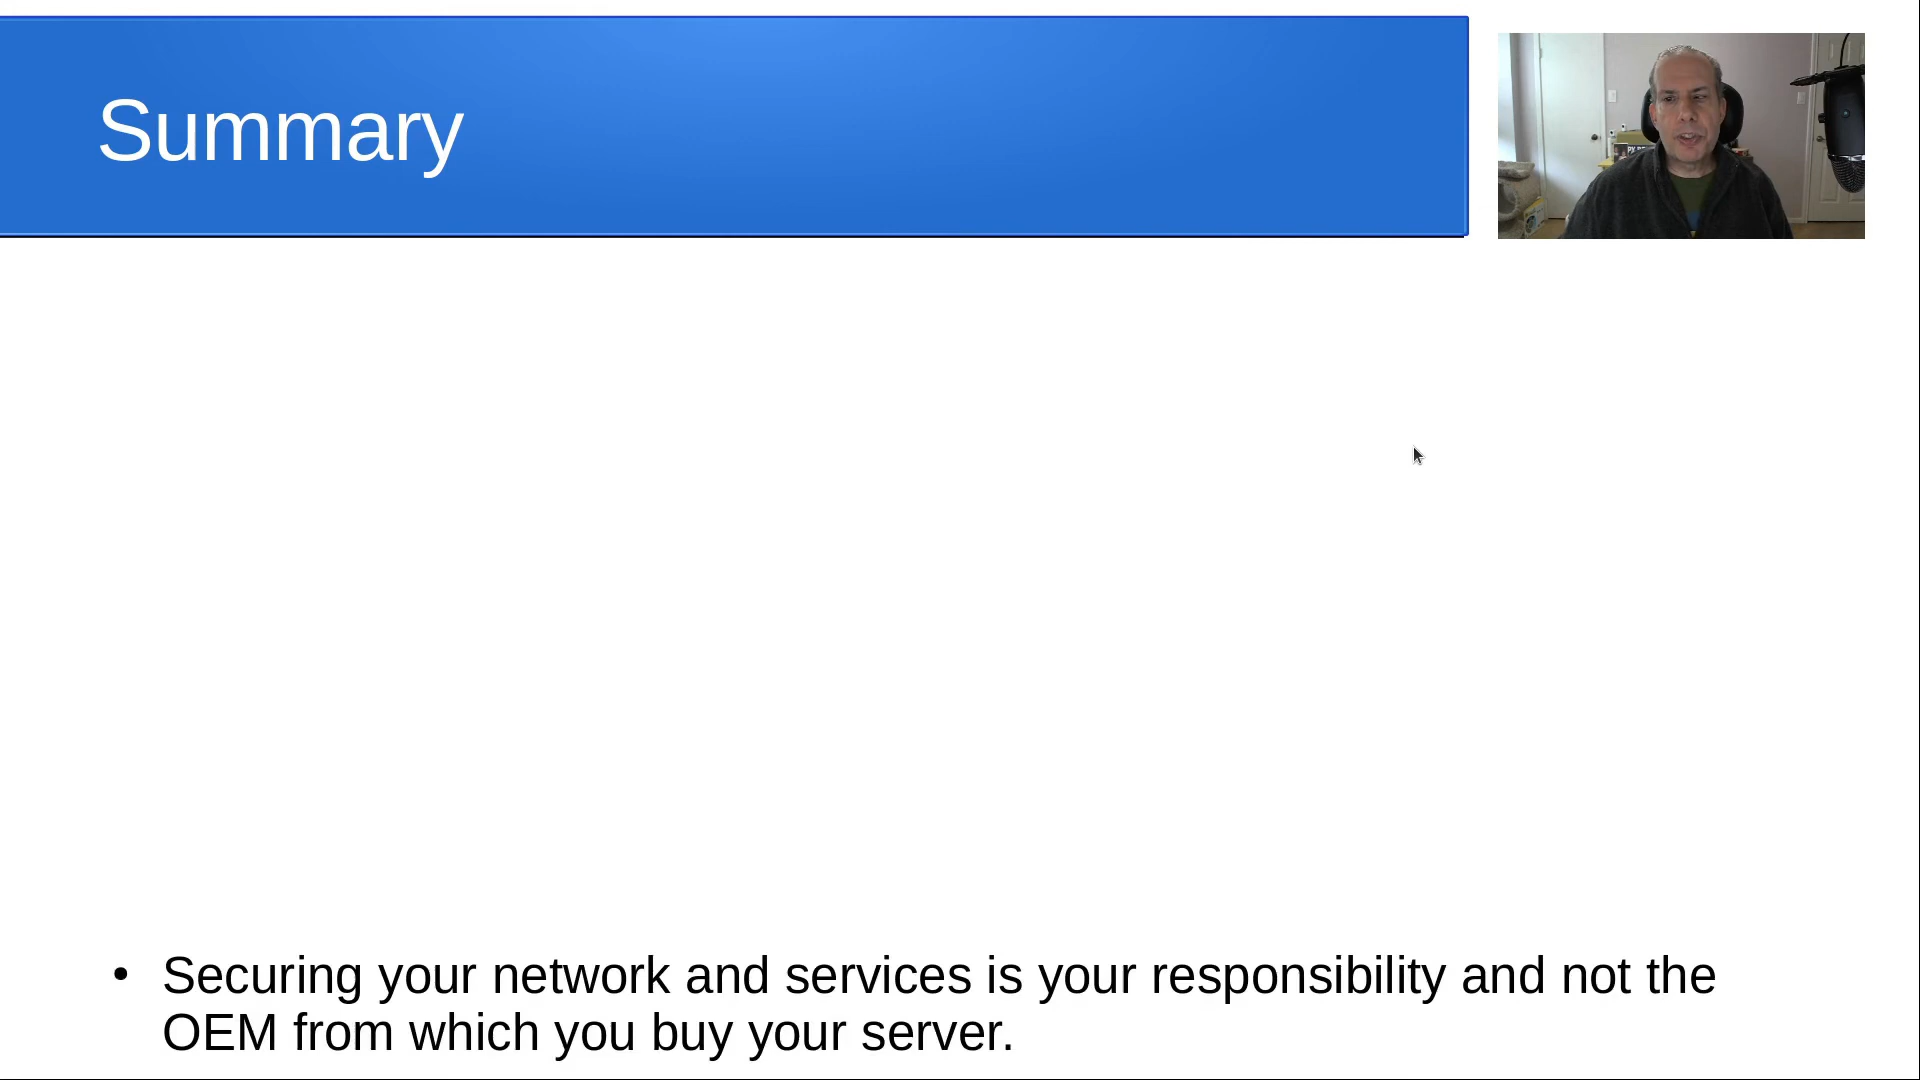 Summary
• Securing your network and services is your responsibility and not the
OEM from which you buy your server.